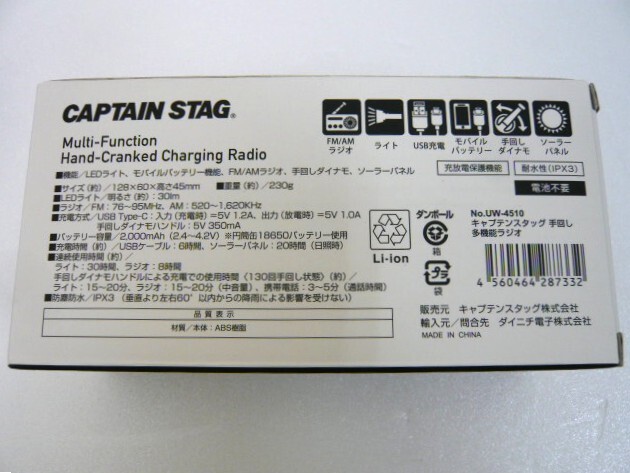 CAPTAIN STAG®
Multi-Function
Hand-Cranked Charging Radio
FM/AM
ラジオ
ライト
USB充電
モバイル
バッテリー
手回し
ダイナモ
ソーラー
パネル
充放電保護機能
耐水性(IPX3)
電池不要
■機能/LEDライト、モバイルバッテリー機能、FM/AMラジオ、手回しダイナモ、ソーラーパネル
■サイズ(約)/128×60×高さ45mm ■重量(約)/230g
■LEDライト/明るさ(約):30lm
■ラジオ/FM:76~95MHz、AM:520~1,620KHz
■充電方式/USB Type-C:入力(充電時)=5V 1.2A、出力(放電時)=5V 1.0A
手回しダイナモハンドル:5V 350mA
■バッテリー容量/2,000mAh(2.4~4.2V)※円筒缶18650バッテリー使用
■充電時間(約)/USBケーブル:6時間、ソーラーパネル:20時間(日照時)
■連続使用時間(約)/
ライト:30時間、ラジオ:8時間
手回しダイナモハンドルによる充電での使用時間(130回手回し状態)(約)/
ライト:15~20分、ラジオ:15~20分(中音量)、携帯電話:3~5分(通話時間)
■防塵防水/IPX3(垂直より左右60°以内からの降雨による影響を受けない)
品質表示
材質/本体:ABS樹脂
Li-ion
ダンボール
箱
プラ
袋
No.UW-4510
キャプテンスタッグ 手回し
多機能ラジオ
4 560464 287332
販売元 キャプテンスタッグ株式会社
輸入元/問合先 ダイニチ電子株式会社
MADE IN CHINA